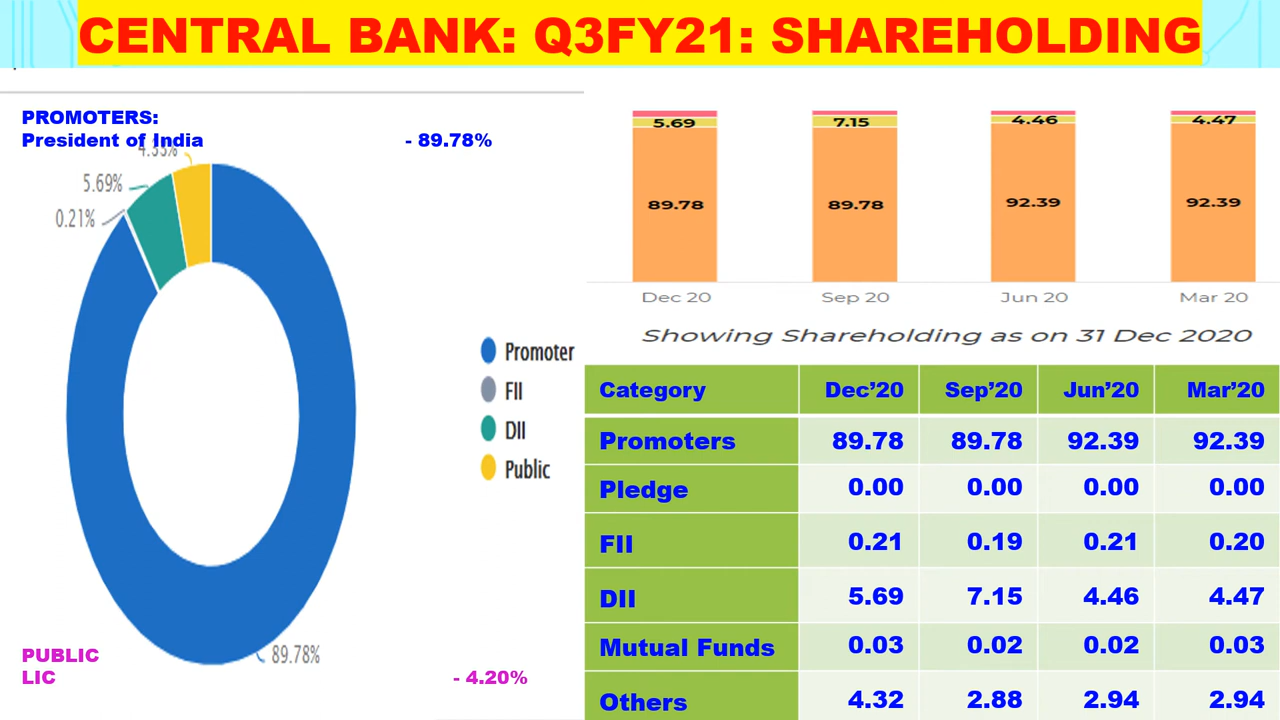 CENTRAL BANK: Q3FY21: SHAREHOLDING
PROMOTERS:
President of India - 89.78%
5.69%
0.21%
89.78%
Promoter
FII
DII
Public
PUBLIC
LIC - 4.20%
5.69 7.15 4.46 4.47
89.78 89.78 92.39 92.39
Dec 20 Sep 20 Jun 20 Mar 20
Showing Shareholding as on 31 Dec 2020
Category Dec’20 Sep’20 Jun’20 Mar’20
Promoters 89.78 89.78 92.39 92.39
Pledge 0.00 0.00 0.00 0.00
FII 0.21 0.19 0.21 0.20
DII 5.69 7.15 4.46 4.47
Mutual Funds 0.03 0.02 0.02 0.03
Others 4.32 2.88 2.94 2.94